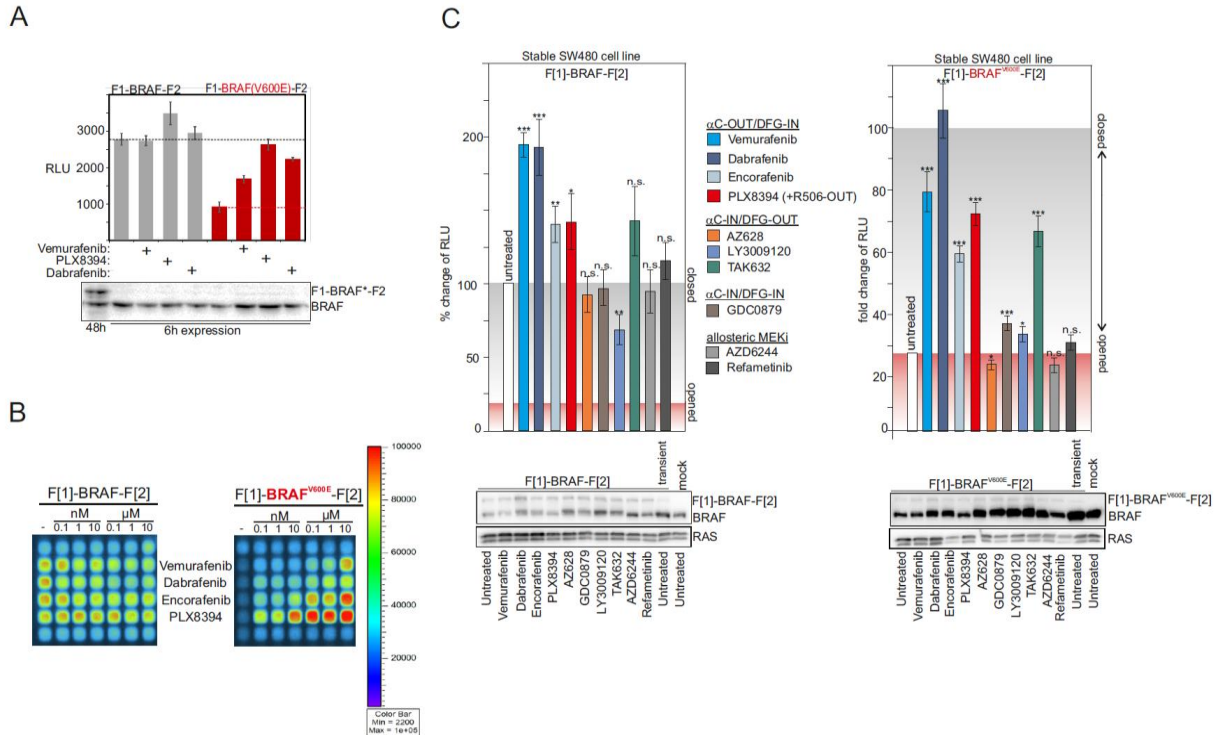 A
F1-BRAF-F2 F1-BRAF(V600E)-F2
3000
RLU
2000
1000
Vemurafenib: +
PLX8394: + +
Dabrafenib: + +
F1-BRAF*-F2
BRAF
48h 6h expression
B
F[1]-BRAF-F[2] F[1]-BRAFV600E-F[2]
nM µM nM µM
- 0.1 1 10 0.1 1 10 - 0.1 1 10 0.1 1 10
Vemurafenib
Dabrafenib
Encorafenib
PLX8394
100000
80000
60000
40000
20000
Color Bar
Min = 2200
Max = 1e+05
C
Stable SW480 cell line
F[1]-BRAF-F[2]
% change of RLU
200
150
100
50
0
untreated
***
***
**
*
n.s.
n.s.
**
n.s.
n.s.
n.s.
closed
opened
αC-OUT/DFG-IN
Vemurafenib
Dabrafenib
Encorafenib
PLX8394 (+R506-OUT)
αC-IN/DFG-OUT
AZ628
LY3009120
TAK632
αC-IN/DFG-IN
GDC0879
allosteric MEKi
AZD6244
Refametinib
Stable SW480 cell line
F[1]-BRAFV600E-F[2]
fold change of RLU
100
80
60
40
20
0
untreated
***
***
***
***
*
***
*
***
n.s.
n.s.
closed
opened
F[1]-BRAF-F[2] transient mock
F[1]-BRAF-F[2]
BRAF
RAS
Untreated
Vemurafenib
Dabrafenib
Encorafenib
PLX8394
AZ628
GDC0879
LY3009120
TAK632
AZD6244
Refametinib
Untreated
Untreated
F[1]-BRAFV600E-F[2] transient mock
F[1]-BRAFV600E-F[2]
BRAF
RAS
Untreated
Vemurafenib
Dabrafenib
Encorafenib
PLX8394
AZ628
GDC0879
LY3009120
TAK632
AZD6244
Refametinib
Untreated
Untreated